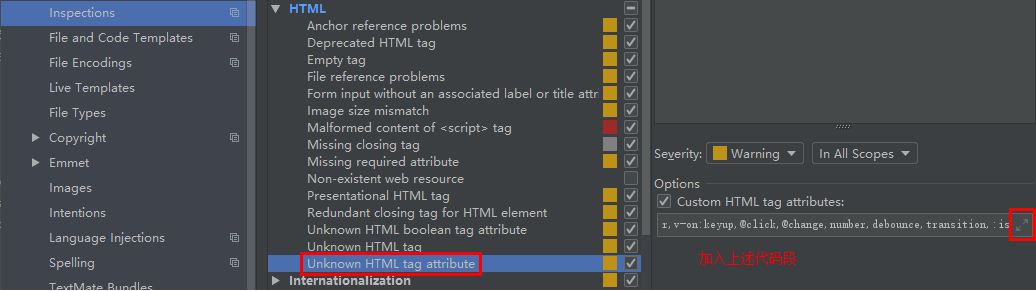 Inspections
File and Code Templates
File Encodings
Live Templates
File Types
Copyright
Emmet
Images
Intentions
Language Injections
Spelling
TextMate Bundles
HTML
Anchor reference problems
Deprecated HTML tag
Empty tag
File reference problems
Form input without an associated label or title attri
Image size mismatch
Malformed content of <script> tag
Missing closing tag
Missing required attribute
Non-existent web resource
Presentational HTML tag
Redundant closing tag for HTML element
Unknown HTML boolean tag attribute
Unknown HTML tag
Unknown HTML tag attribute
Internationalization
Severity: Warning In All Scopes
Options
Custom HTML tag attributes:
r,v-on:keyup,@click,@change,number,debounce,transition,:is
加入上述代码段